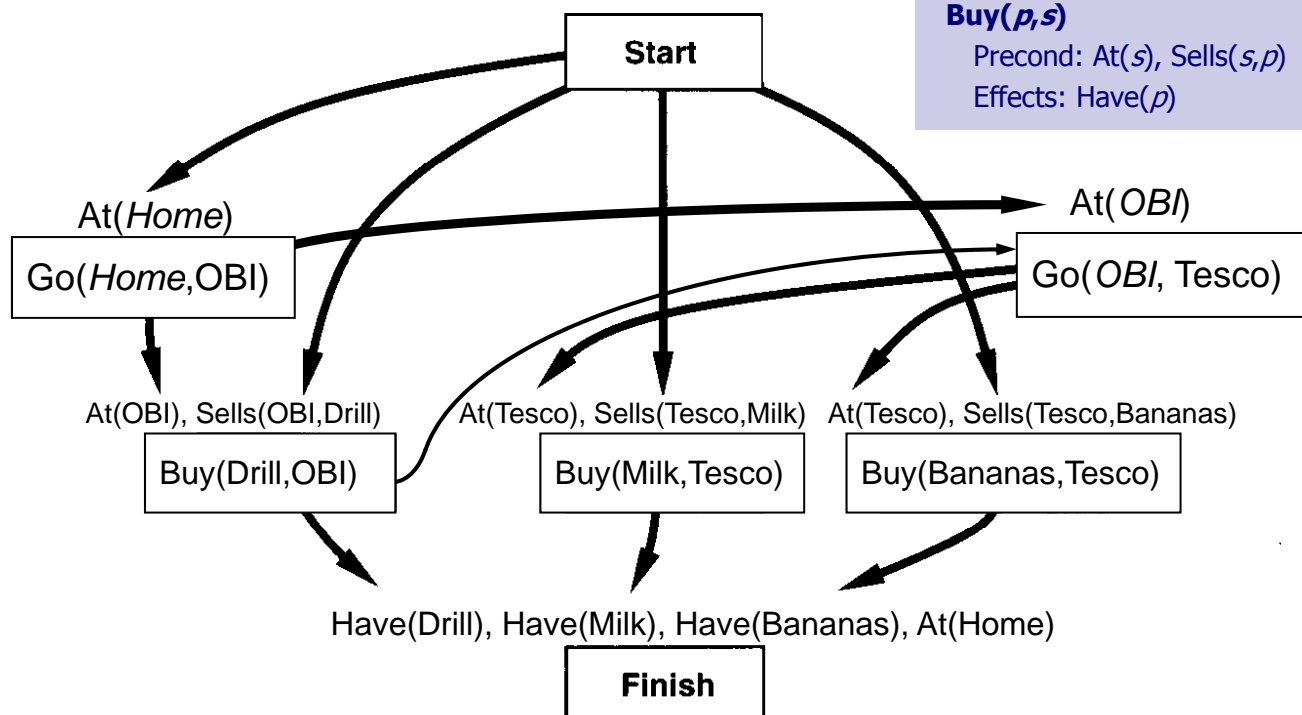 Buy(p,s)
Precond: At(s), Sells(s,p)
Effects: Have(p)
Start
At(Home)
At(OBI)
Go(Home,OBI)
Go(OBI, Tesco)
At(OBI), Sells(OBI,Drill)
At(Tesco), Sells(Tesco,Milk)
At(Tesco), Sells(Tesco,Bananas)
Buy(Drill,OBI)
Buy(Milk,Tesco)
Buy(Bananas,Tesco)
Have(Drill), Have(Milk), Have(Bananas), At(Home)
Finish